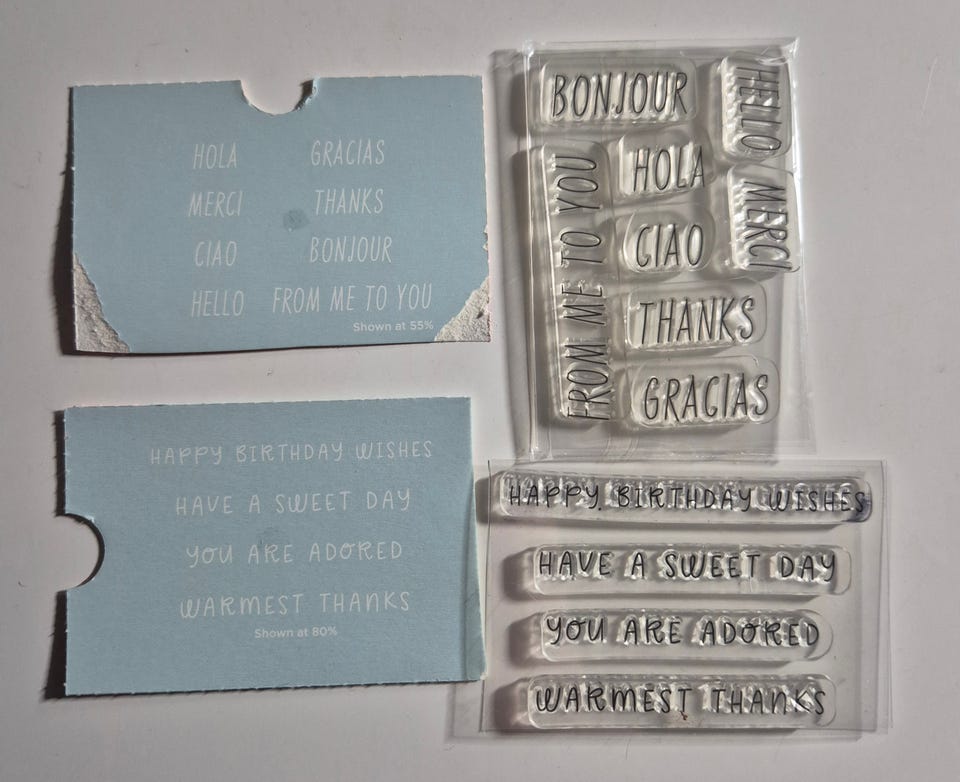 HOLA GRACIAS
MERCI THANKS
CIAO BONJOUR
HELLO FROM ME TO YOU
Shown at 55%
BONJOUR
HELLO
FROM ME TO YOU
HOLA
MERCI
CIAO
THANKS
GRACIAS
HAPPY BIRTHDAY WISHES
HAVE A SWEET DAY
YOU ARE ADORED
WARMEST THANKS
Shown at 80%
HAPPY BIRTHDAY WISHES
HAVE A SWEET DAY
YOU ARE ADORED
WARMEST THANKS